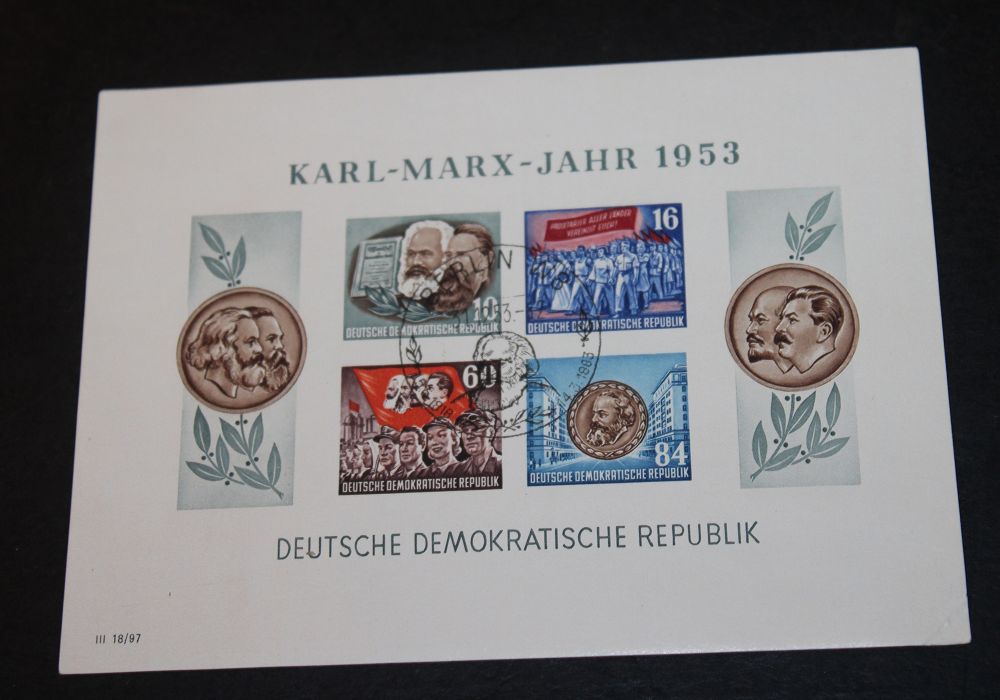 KARL-MARX-JAHR 1953
10
DEUTSCHE DEMOKRATISCHE REPUBLIK
PROLETARIER ALLER LÄNDER
VEREINIGT EUCH!
16
DEUTSCHE DEMOKRATISCHE REPUBLIK
BERLIN
60
DEUTSCHE DEMOKRATISCHE REPUBLIK
84
DEUTSCHE DEMOKRATISCHE REPUBLIK
DEUTSCHE DEMOKRATISCHE REPUBLIK
III 18/97